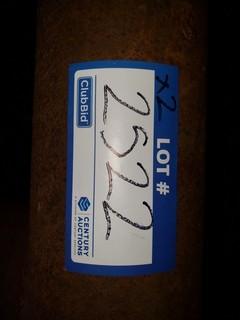 x2
LOT #
2522
ClubBid
CENTURY
AUCTIONS